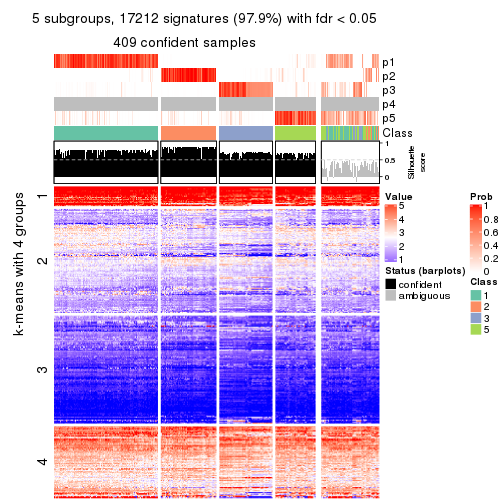 5 subgroups, 17212 signatures (97.9%) with fdr < 0.05
409 confident samples
p1
p2
p3
p4
p5
Class
1
0.5
0
Silhouette
score
k-means with 4 groups
1
2
3
4
Value
5
4
3
2
1
Status (barplots)
confident
ambiguous
Prob
1
0.8
0.6
0.4
0.2
0
Class
1
2
3
5